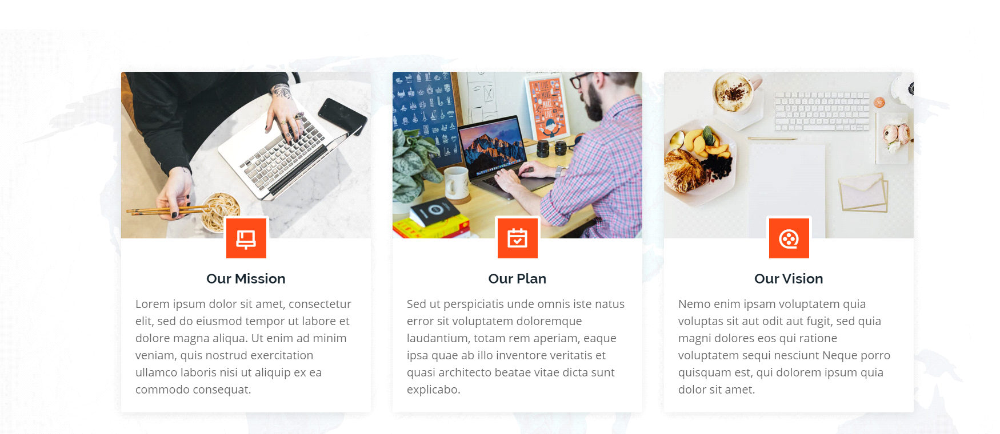 Our Mission
Lorem ipsum dolor sit amet, consectetur
elit, sed do eiusmod tempor ut labore et
dolore magna aliqua. Ut enim ad minim
veniam, quis nostrud exercitation
ullamco laboris nisi ut aliquip ex ea
commodo consequat.
LIVE
MAKE
MAKE
LIVE
Our Plan
Sed ut perspiciatis unde omnis iste natus
error sit voluptatem doloremque
laudantium, totam rem aperiam, eaque
ipsa quae ab illo inventore veritatis et
quasi architecto beatae vitae dicta sunt
explicabo.
Our Vision
Nemo enim ipsam voluptatem quia
voluptas sit aut odit aut fugit, sed quia
magni dolores eos qui ratione
voluptatem sequi nesciunt Neque porro
quisquam est, qui dolorem ipsum quia
dolor sit amet.